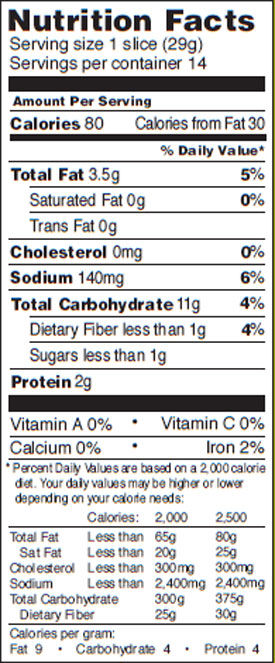 Nutrition Facts
Serving size 1 slice (29g)
Servings per container 14
Amount Per Serving
Calories 80 Calories from Fat 30
% Daily Value*
Total Fat 3.5g 5%
Saturated Fat 0g 0%
Trans Fat 0g
Cholesterol 0mg 0%
Sodium 140mg 6%
Total Carbohydrate 11g 4%
Dietary Fiber less than 1g 4%
Sugars less than 1g
Protein 2g
Vitamin A 0% • Vitamin C 0%
Calcium 0% • Iron 2%
* Percent Daily Values are based on a 2,000 calorie
diet. Your daily values may be higher or lower
depending on your calorie needs:
Calories: 2,000 2,500
Total Fat Less than 65g 80g
Sat Fat Less than 20g 25g
Cholesterol Less than 300mg 300mg
Sodium Less than 2,400mg 2,400mg
Total Carbohydrate 300g 375g
Dietary Fiber 25g 30g
Calories per gram:
Fat 9 • Carbohydrate 4 • Protein 4